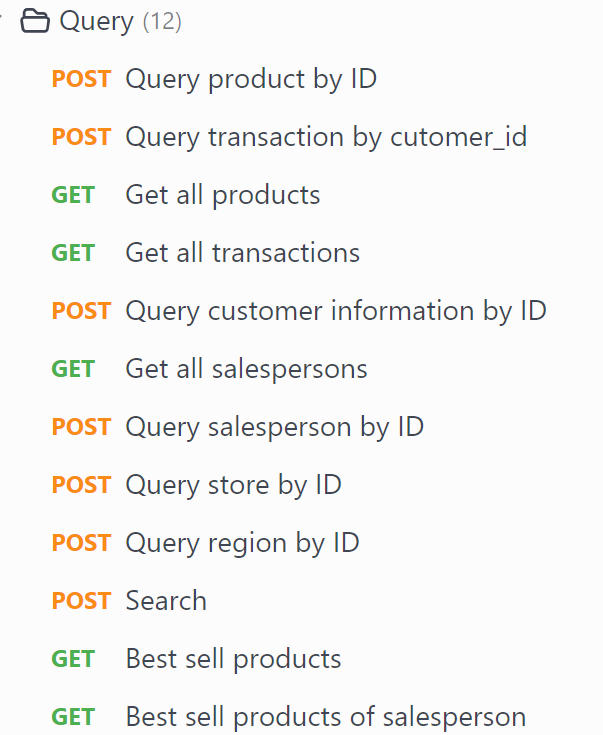 Query (12)
POST Query product by ID
POST Query transaction by cutomer_id
GET Get all products
GET Get all transactions
POST Query customer information by ID
GET Get all salespersons
POST Query salesperson by ID
POST Query store by ID
POST Query region by ID
POST Search
GET Best sell products
GET Best sell products of salesperson